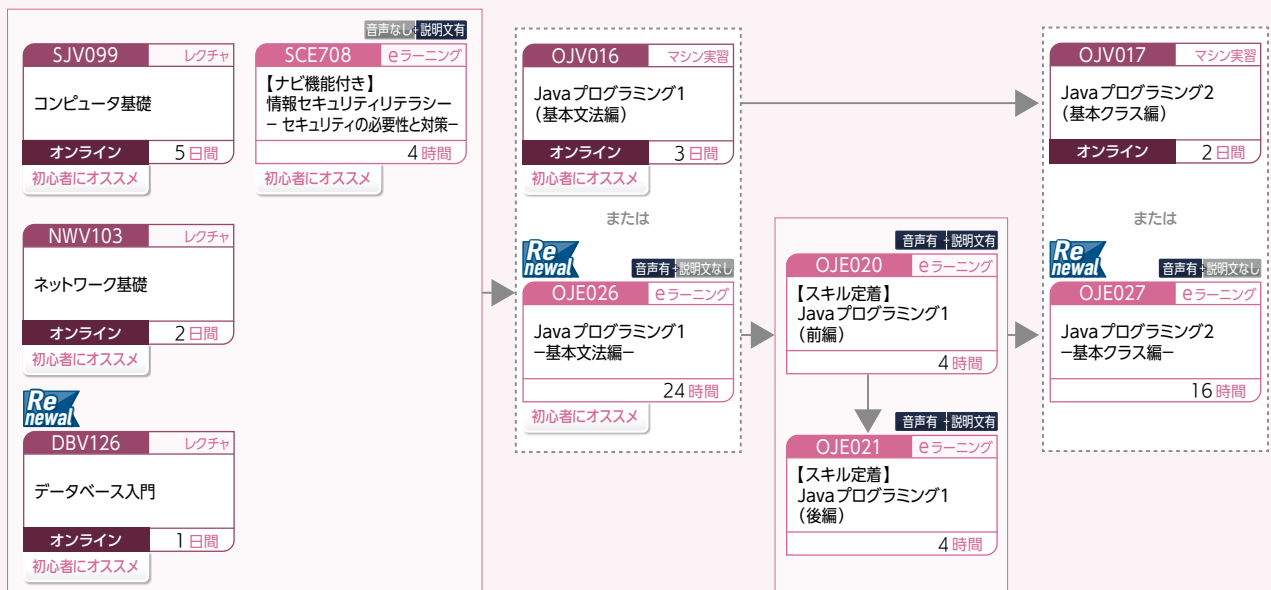 SJV099 レクチャ
コンピュータ基礎
オンライン 5日間
初心者にオススメ
音声なし+説明文有
SCE708 eラーニング
【ナビ機能付き】
情報セキュリティリテラシー
− セキュリティの必要性と対策−
4時間
初心者にオススメ
NWV103 レクチャ
ネットワーク基礎
オンライン 2日間
初心者にオススメ
Re
newal
DBV126 レクチャ
データベース入門
オンライン 1日間
初心者にオススメ
OJV016 マシン実習
Javaプログラミング1
(基本文法編)
オンライン 3日間
初心者にオススメ
または
Re
newal
音声有+説明文なし
OJE026 eラーニング
Javaプログラミング1
−基本文法編−
24時間
初心者にオススメ
音声有+説明文有
OJE020 eラーニング
【スキル定着】
Javaプログラミング1
(前編)
4時間
音声有+説明文有
OJE021 eラーニング
【スキル定着】
Javaプログラミング1
(後編)
4時間
OJV017 マシン実習
Javaプログラミング2
(基本クラス編)
オンライン 2日間
または
Re
newal
音声有+説明文なし
OJE027 eラーニング
Javaプログラミング2
−基本クラス編−
16時間